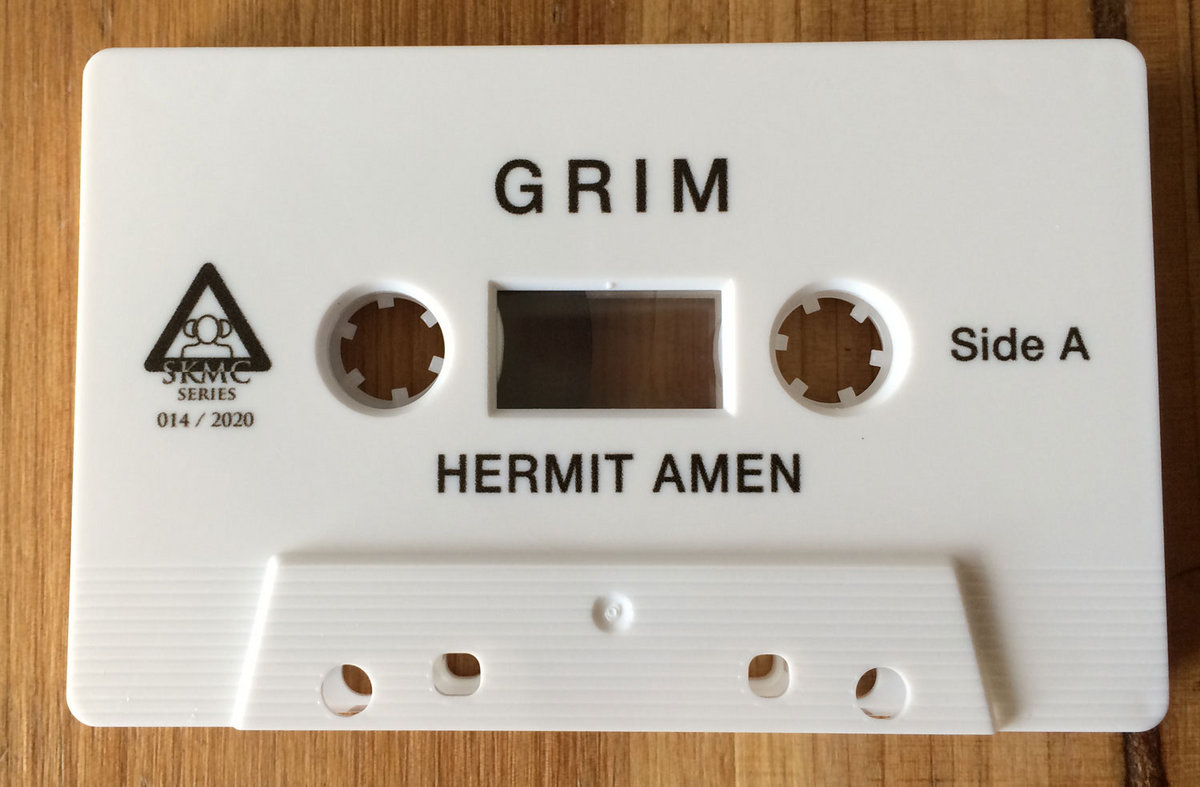 GRIM
SKMC
SERIES
014 / 2020
Side A
HERMIT AMEN